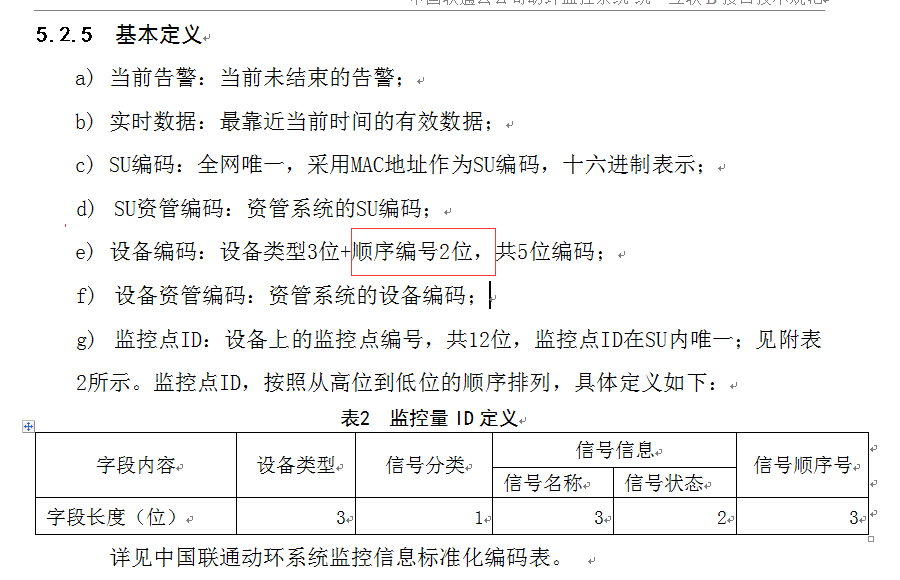 5.2.5 基本定义
a) 当前告警：当前未结束的告警；
b) 实时数据：最靠近当前时间的有效数据；
c) SU编码：全网唯一，采用MAC地址作为SU编码，十六进制表示；
d) SU资管编码：资管系统的SU编码；
e) 设备编码：设备类型3位+顺序编号2位，共5位编码；
f) 设备资管编码：资管系统的设备编码；
g) 监控点ID：设备上的监控点编号，共12位，监控点ID在SU内唯一；见附表
2所示。监控点ID，按照从高位到低位的顺序排列，具体定义如下：
表2 监控量 ID 定义
字段内容 设备类型 信号分类 信号信息 信号顺序号
信号名称 信号状态
字段长度（位） 3 1 3 2 3
详见中国联通动环系统监控信息标准化编码表。